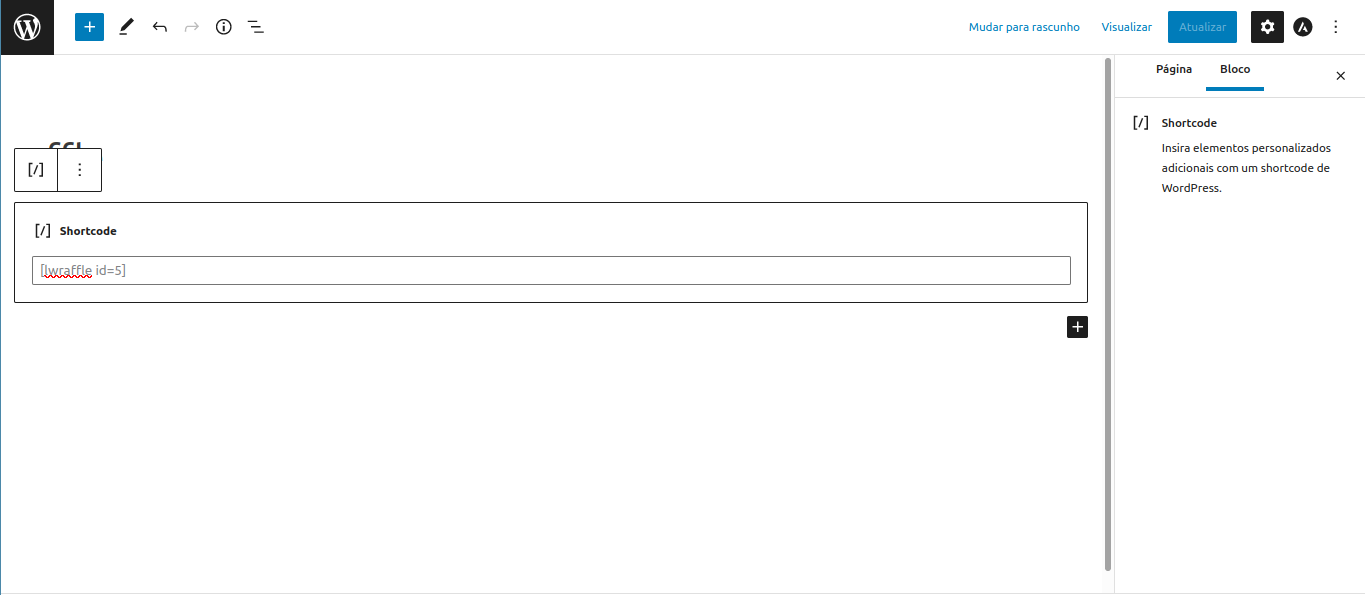 Mudar para rascunho
Visualizar
Atualizar
Página
Bloco
[/] Shortcode
Insira elementos personalizados
adicionais com um shortcode de
WordPress.
[/]
[/] Shortcode
[lwraffle id=5]